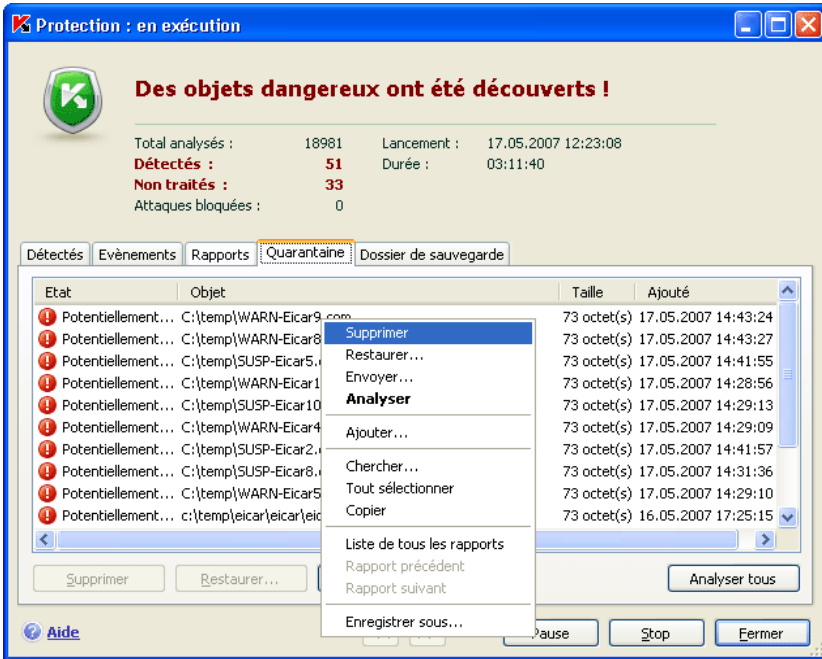 Protection : en exécution
Des objets dangereux ont été découverts !
Total analysés : 18981 Lancement : 17.05.2007 12:23:08
Détectés : 51 Durée : 03:11:40
Non traités : 33
Attaques bloquées : 0
Détectés Evènements Rapports Quarantaine Dossier de sauvegarde
Etat Objet Taille Ajouté
Potentiellement... C:\temp\WARN-Eicar9.com 73 octet(s) 17.05.2007 14:43:24
Potentiellement... C:\temp\WARN-Eicar8 73 octet(s) 17.05.2007 14:43:27
Potentiellement... C:\temp\SUSP-Eicar5. 73 octet(s) 17.05.2007 14:41:55
Potentiellement... C:\temp\WARN-Eicar1 73 octet(s) 17.05.2007 14:28:56
Potentiellement... C:\temp\SUSP-Eicar10 73 octet(s) 17.05.2007 14:29:13
Potentiellement... C:\temp\WARN-Eicar4 73 octet(s) 17.05.2007 14:29:09
Potentiellement... C:\temp\SUSP-Eicar2. 73 octet(s) 17.05.2007 14:41:57
Potentiellement... C:\temp\SUSP-Eicar8. 73 octet(s) 17.05.2007 14:31:36
Potentiellement... C:\temp\WARN-Eicar5 73 octet(s) 17.05.2007 14:29:10
Potentiellement... c:\temp\eicar\eicar\eic 73 octet(s) 16.05.2007 17:25:15
Supprimer
Restaurer...
Envoyer...
Analyser
Ajouter...
Chercher...
Tout sélectionner
Copier
Liste de tous les rapports
Rapport précédent
Rapport suivant
Enregistrer sous...
Supprimer Restaurer... Analyser tous
Aide Pause Stop Fermer